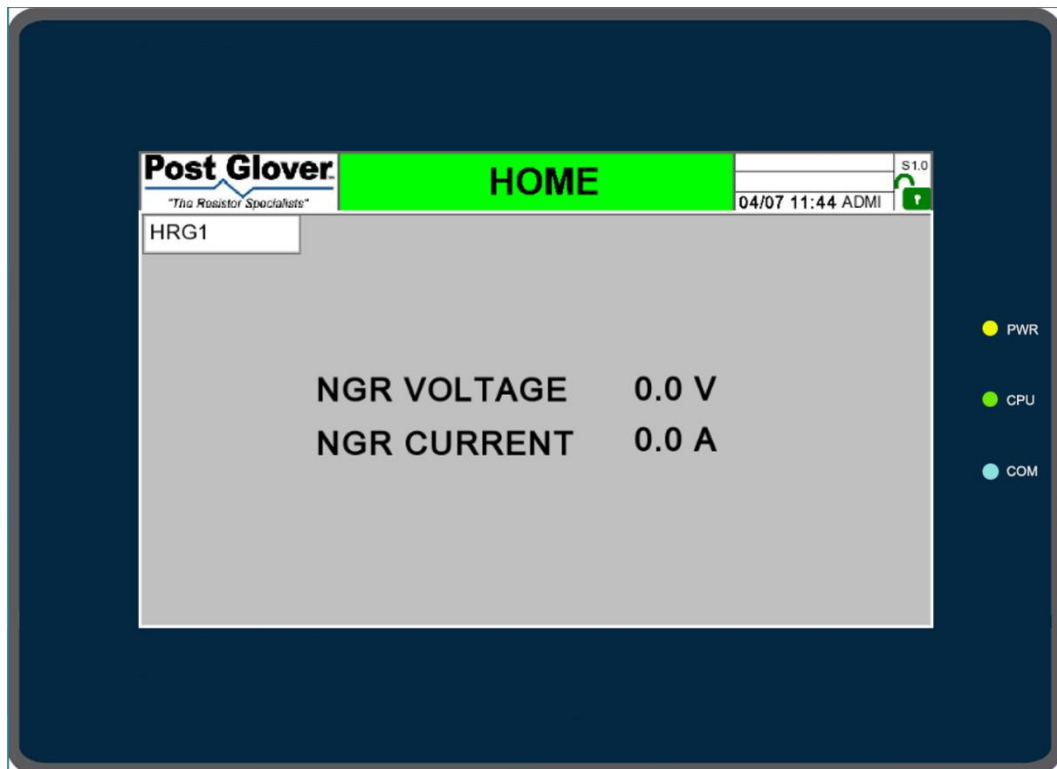 Post Glover
"The Resistor Specialists"
HOME
S1.0
04/07 11:44 ADMI
HRG1
NGR VOLTAGE 0.0 V
NGR CURRENT 0.0 A
PWR
CPU
COM